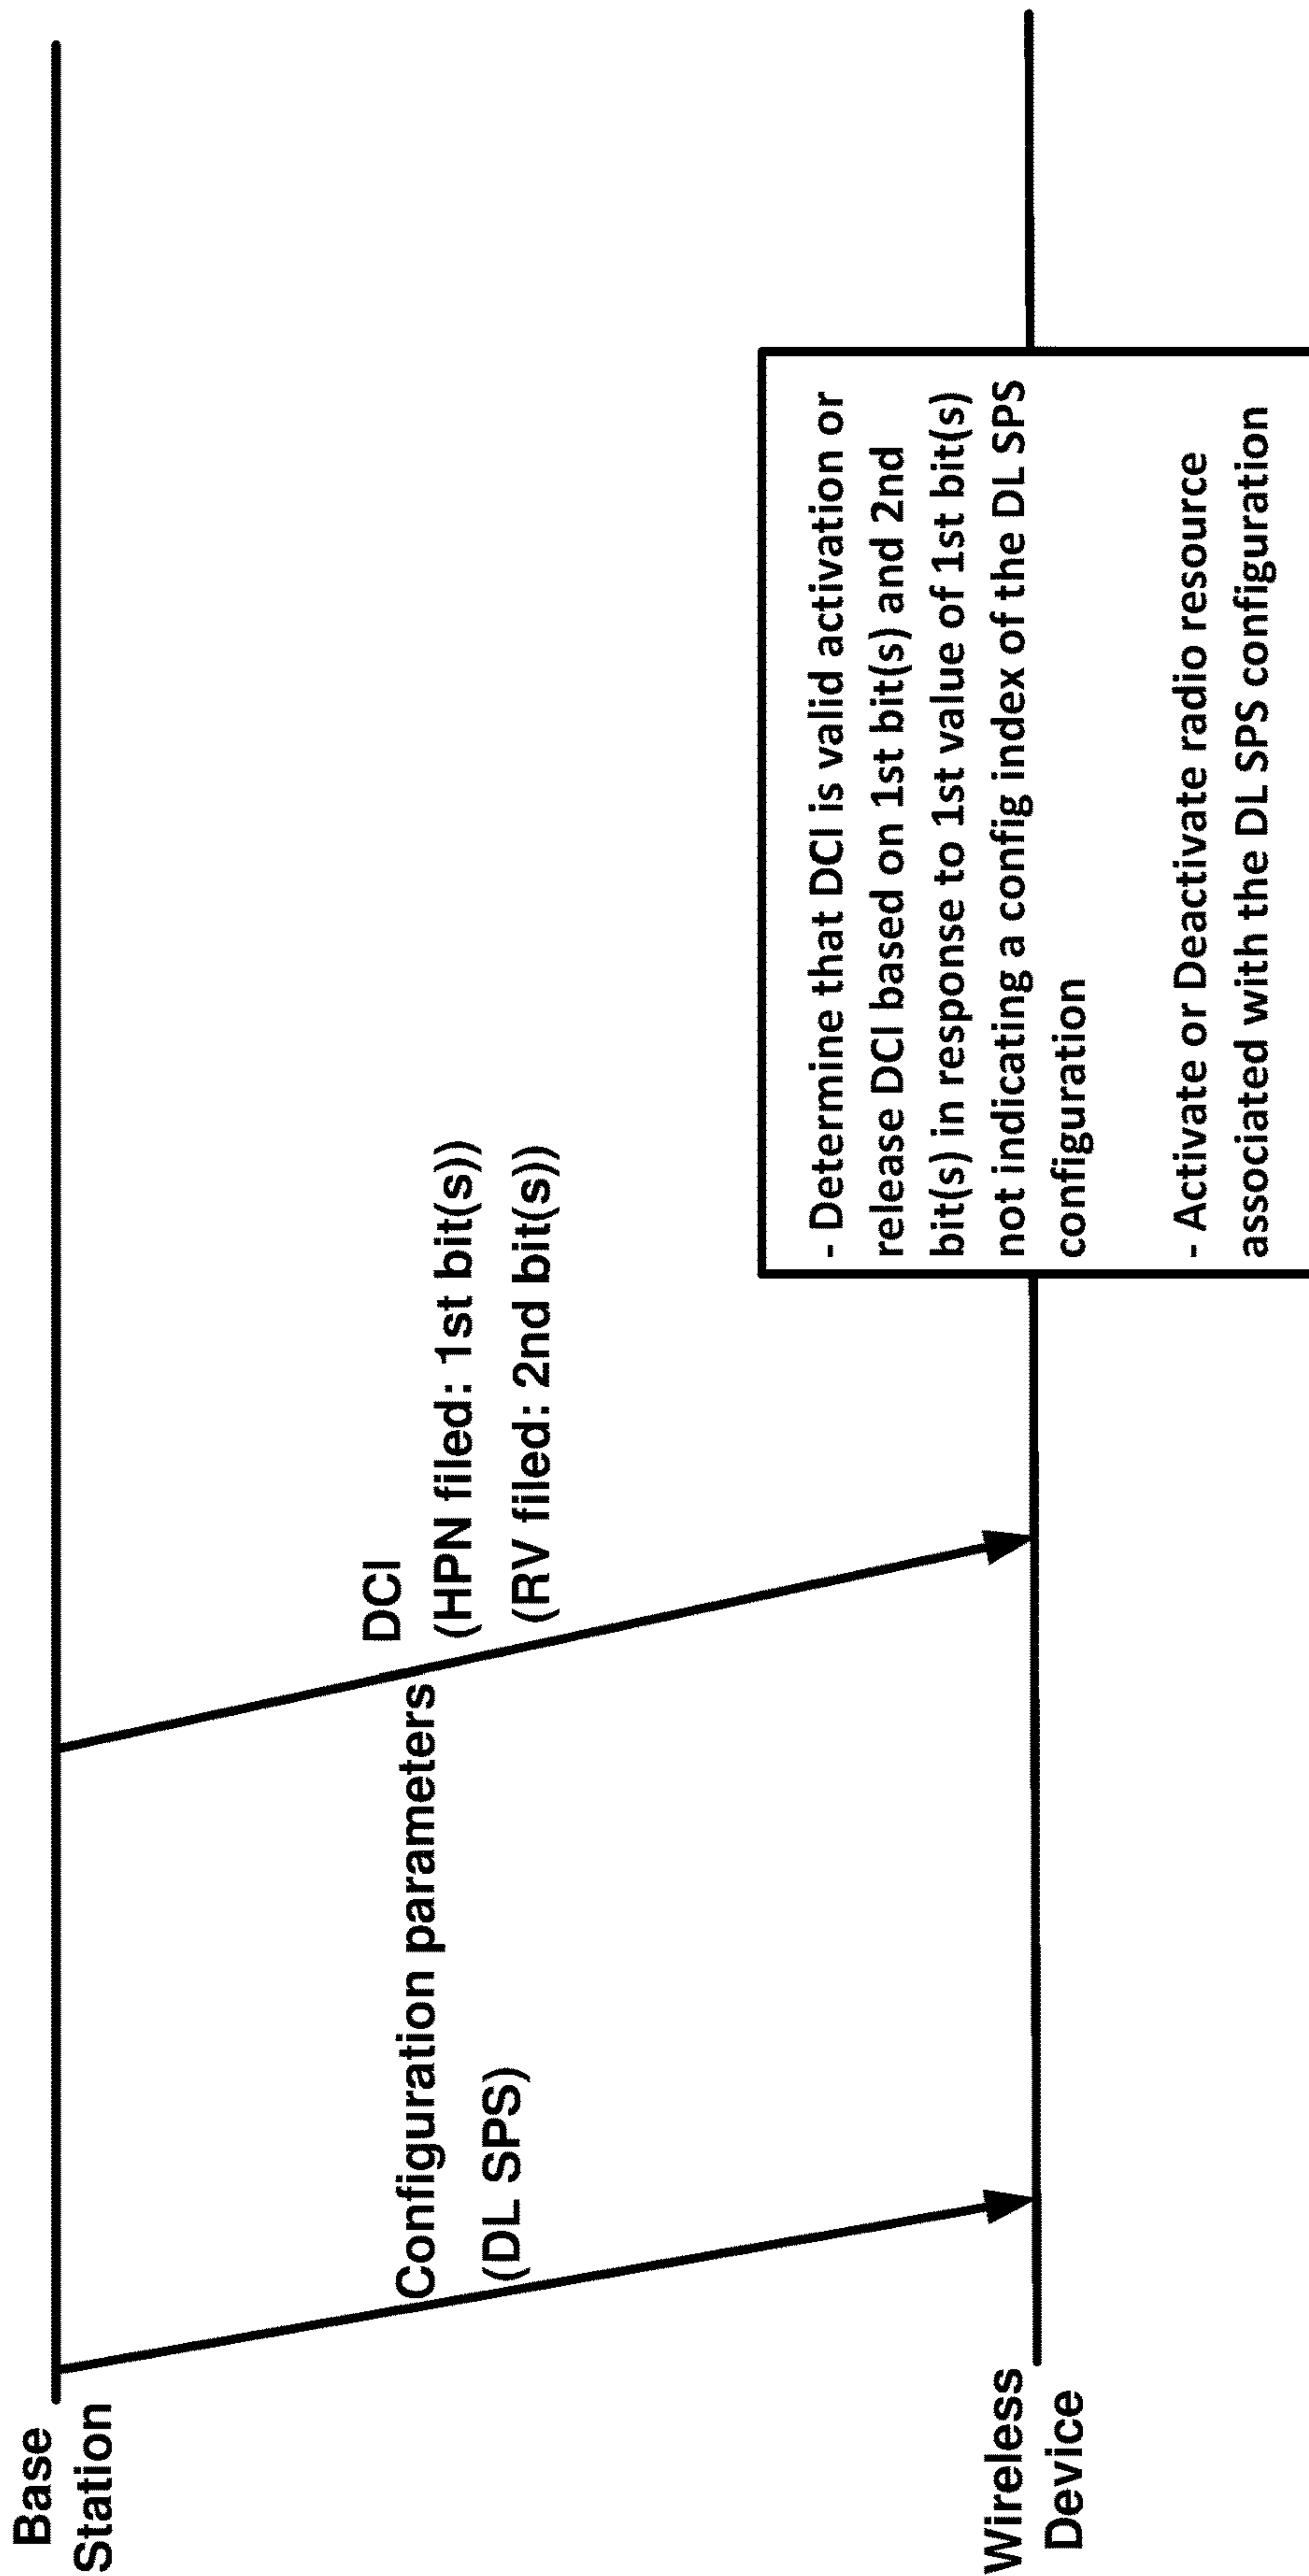 Base
Station
Configuration parameters
(DL SPS)
DCI
(HPN filed: 1st bit(s))
(RV filed: 2nd bit(s))
Wireless
Device
- Determine that DCI is valid activation or
release DCI based on 1st bit(s) and 2nd
bit(s) in response to 1st value of 1st bit(s)
not indicating a config index of the DL SPS
configuration
- Activate or Deactivate radio resource
associated with the DL SPS configuration